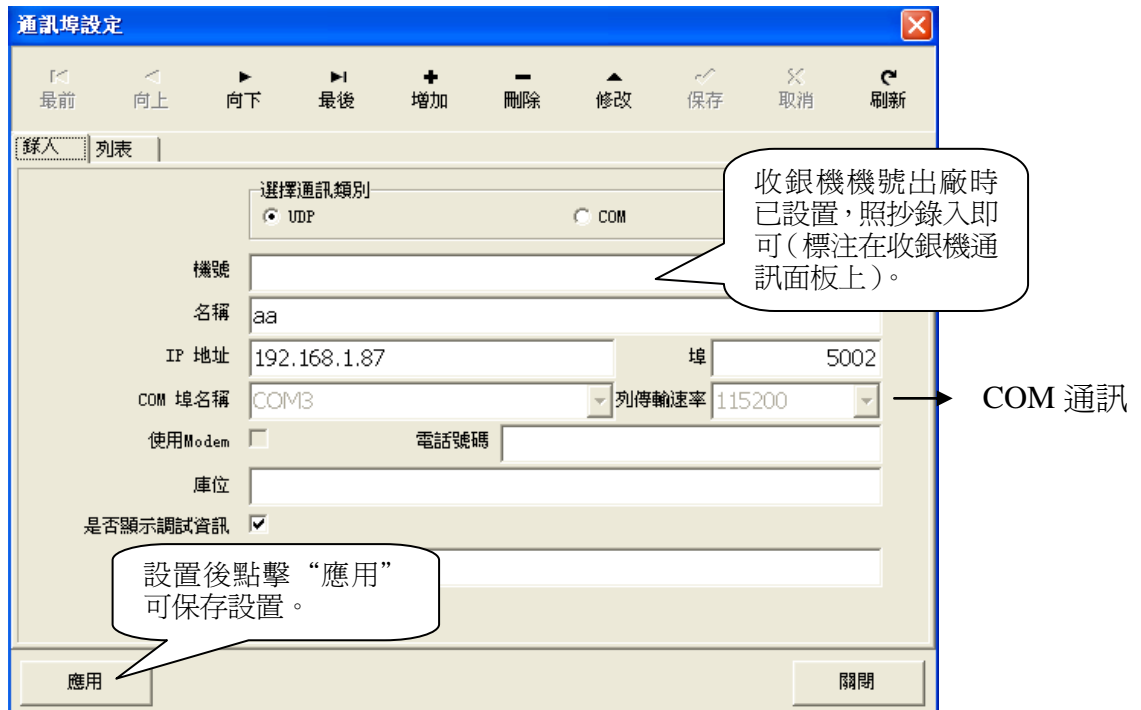 通訊埠設定
最前 向上 向下 最後 增加 刪除 修改 保存 取消 刷新
錄入 列表
選擇通訊類別
UDP COM
收銀機機號出廠時
已設置，照抄錄入即
可（標注在收銀機通
訊面板上）。
機號
名稱 aa
IP 地址 192.168.1.87 埠 5002
COM 埠名稱 COM3 列傳輸速率 115200
COM 通訊
使用Modem 電話號碼
庫位
是否顯示調試資訊
設置後點擊“應用”
可保存設置。
應用 關閉